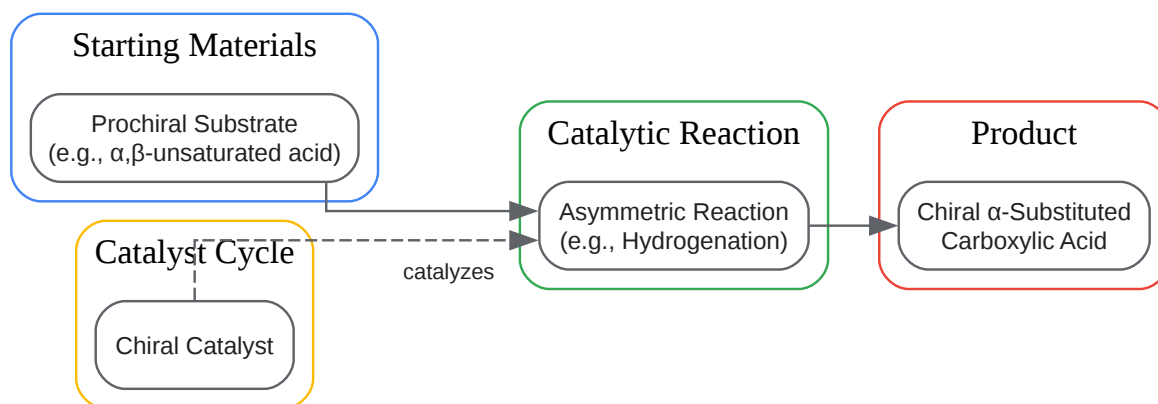 Starting Materials
Prochiral Substrate
(e.g., α,β-unsaturated acid)
Catalyst Cycle
Chiral Catalyst
catalyzes
Catalytic Reaction
Asymmetric Reaction
(e.g., Hydrogenation)
Product
Chiral α-Substituted
Carboxylic Acid